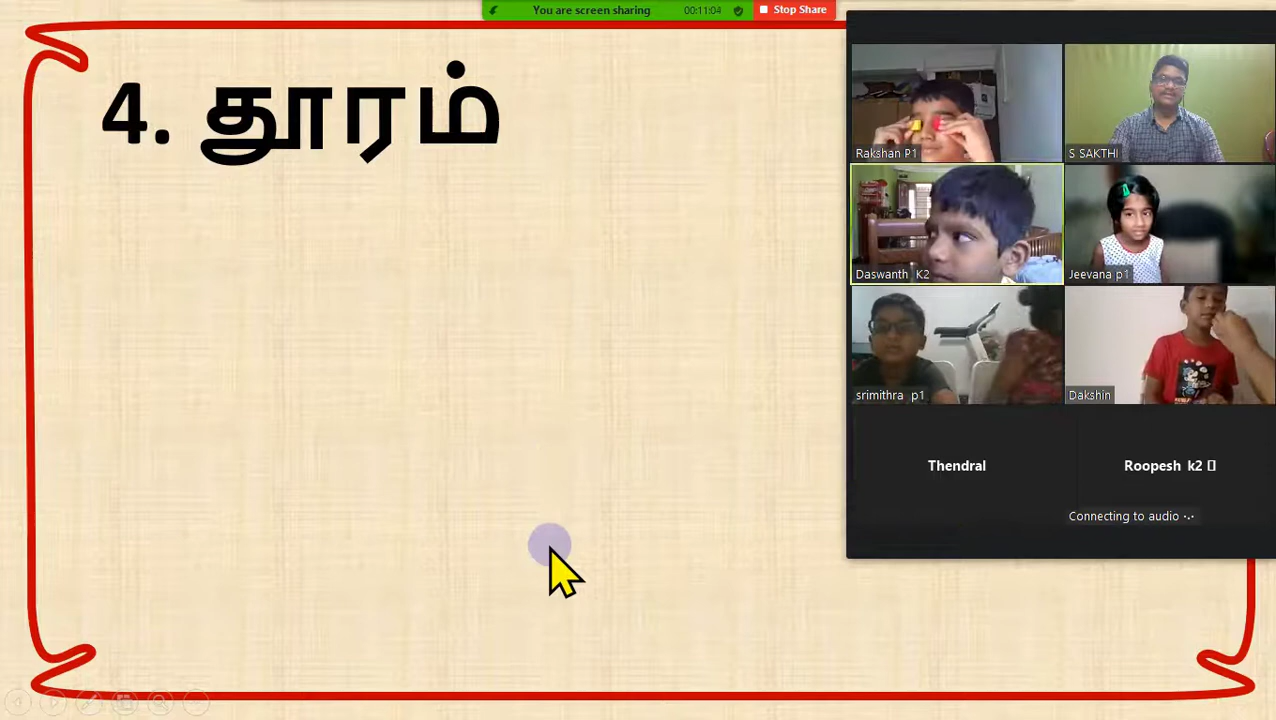 You are screen sharing 00:11:04 Stop Share
4. தூரம்
Rakshan P1
S SAKTHI
Daswanth K2
Jeevana p1
srimithra p1
Dakshin
Thendral
Roopesh k2
Connecting to audio